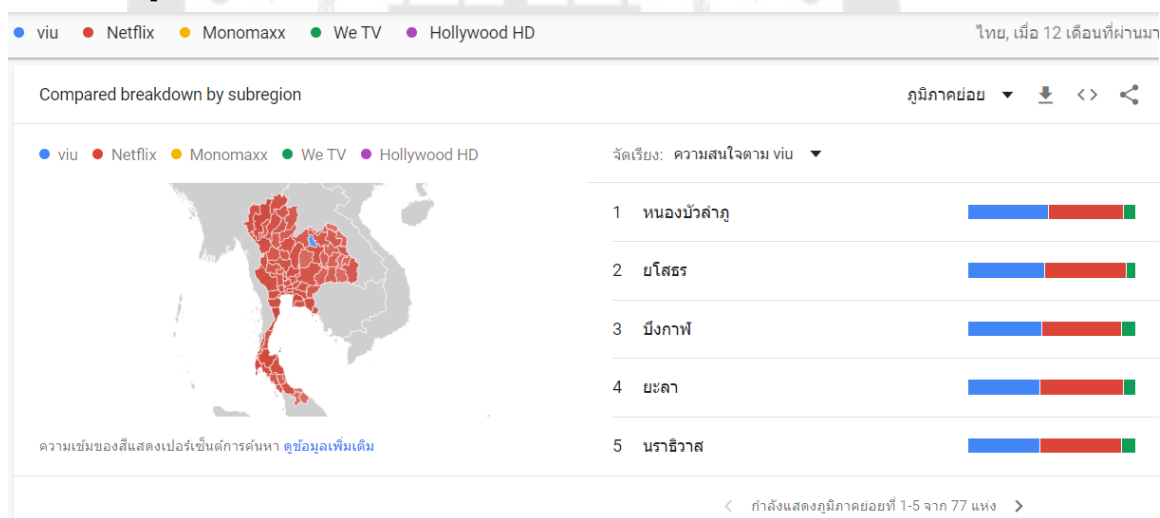 viu Netflix Monomaxx We TV Hollywood HD ไทย, เมื่อ 12 เดือนที่ผ่านมา
Compared breakdown by subregion ภูมิภาคย่อย
viu Netflix Monomaxx We TV Hollywood HD
จัดเรียง: ความสนใจตาม viu
1 หนองบัวลำภู
2 ยโสธร
3 บึงกาฬ
4 ยะลา
5 นราธิวาส
ความเข้มของสีแสดงเปอร์เซ็นต์การค้นหา ดูข้อมูลเพิ่มเติม
กำลังแสดงภูมิภาคย่อยที่ 1-5 จาก 77 แห่ง